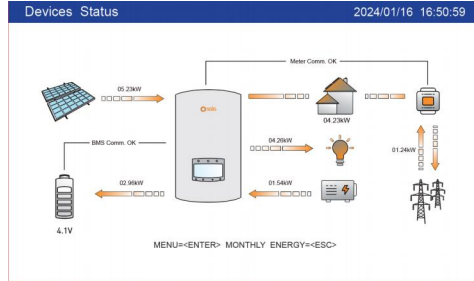 Devices Status 2024/01/16 16:50:59
Meter Comm. OK
05.23kW
solis
04.23kW
BMS Comm. OK
04.26kW
01.24kW
02.96kW
01.54kW
4.1V
MENU=<ENTER> MONTHLY ENERGY=<ESC>